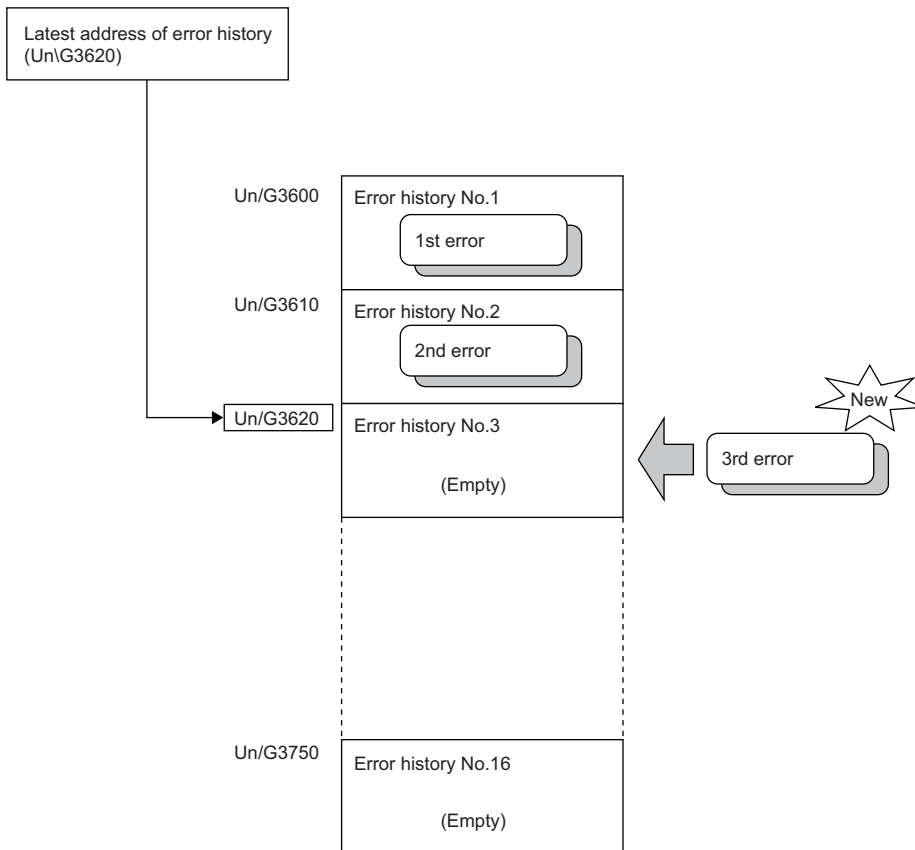 Latest address of error history
(Un\G3620)
Un/G3600
Error history No.1
1st error
Un/G3610
Error history No.2
2nd error
Un/G3620
Error history No.3
(Empty)
New
3rd error
Un/G3750
Error history No.16
(Empty)